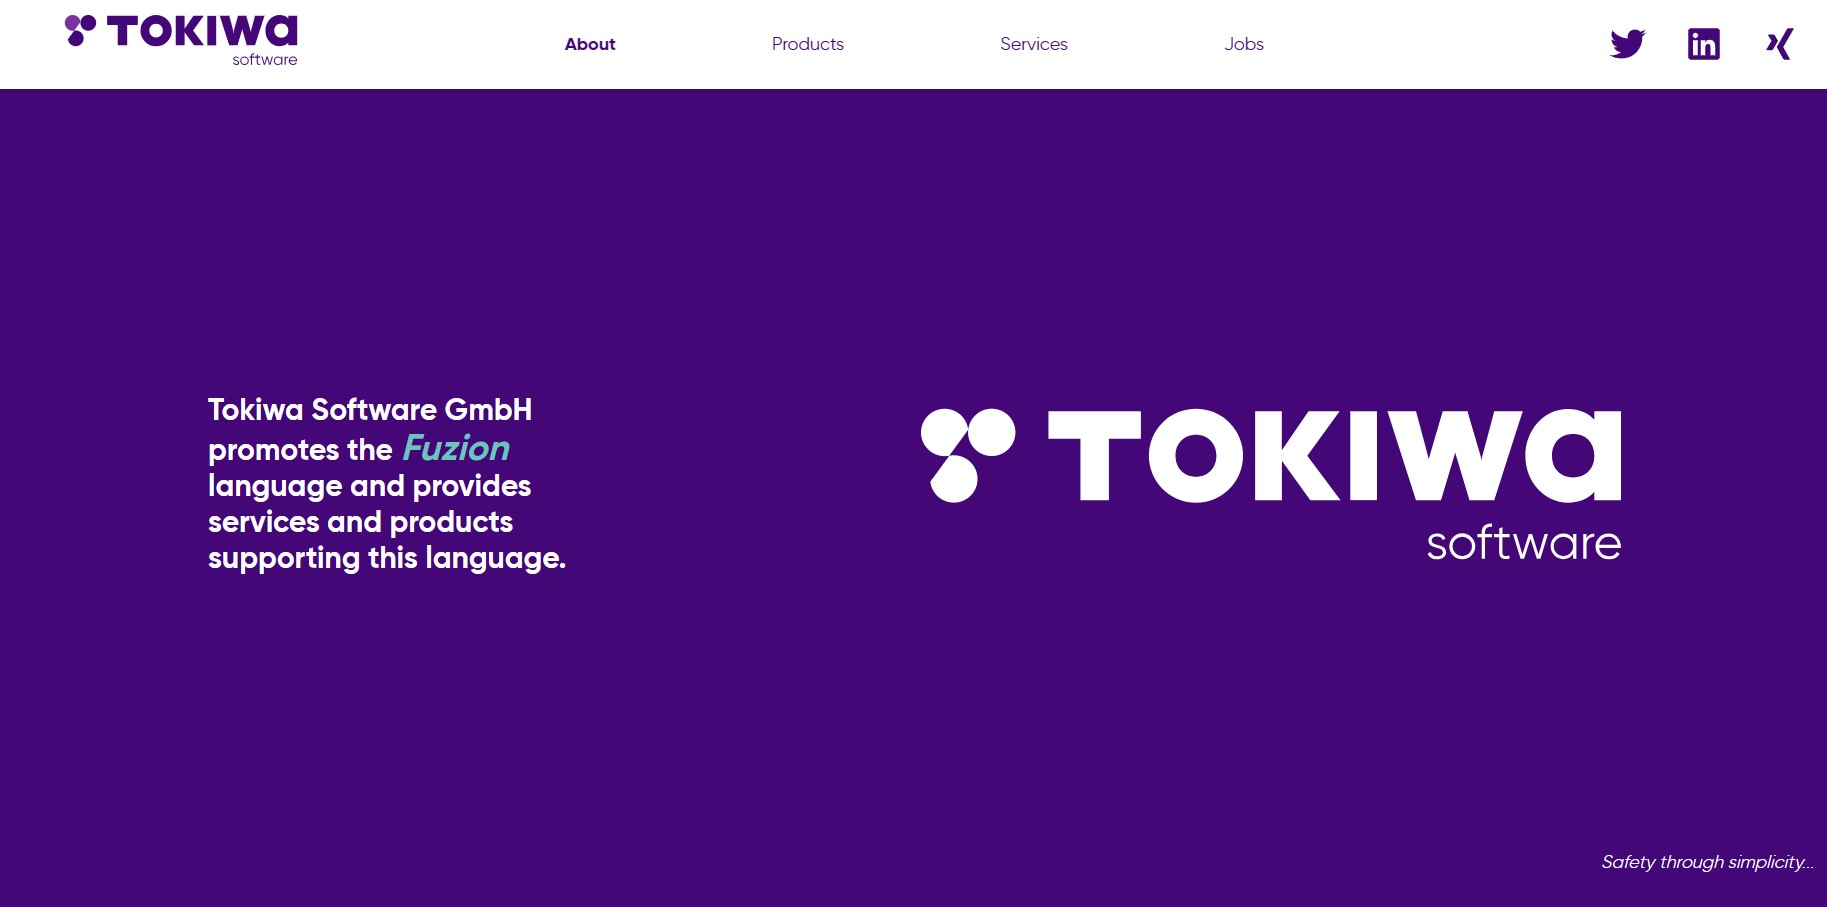 TOKIWA
software
About
Products
Services
Jobs
in
Tokiwa Software GmbH
promotes the Fuzion
language and provides
services and products
supporting this language.
TOKIWA
software
Safety through simplicity...